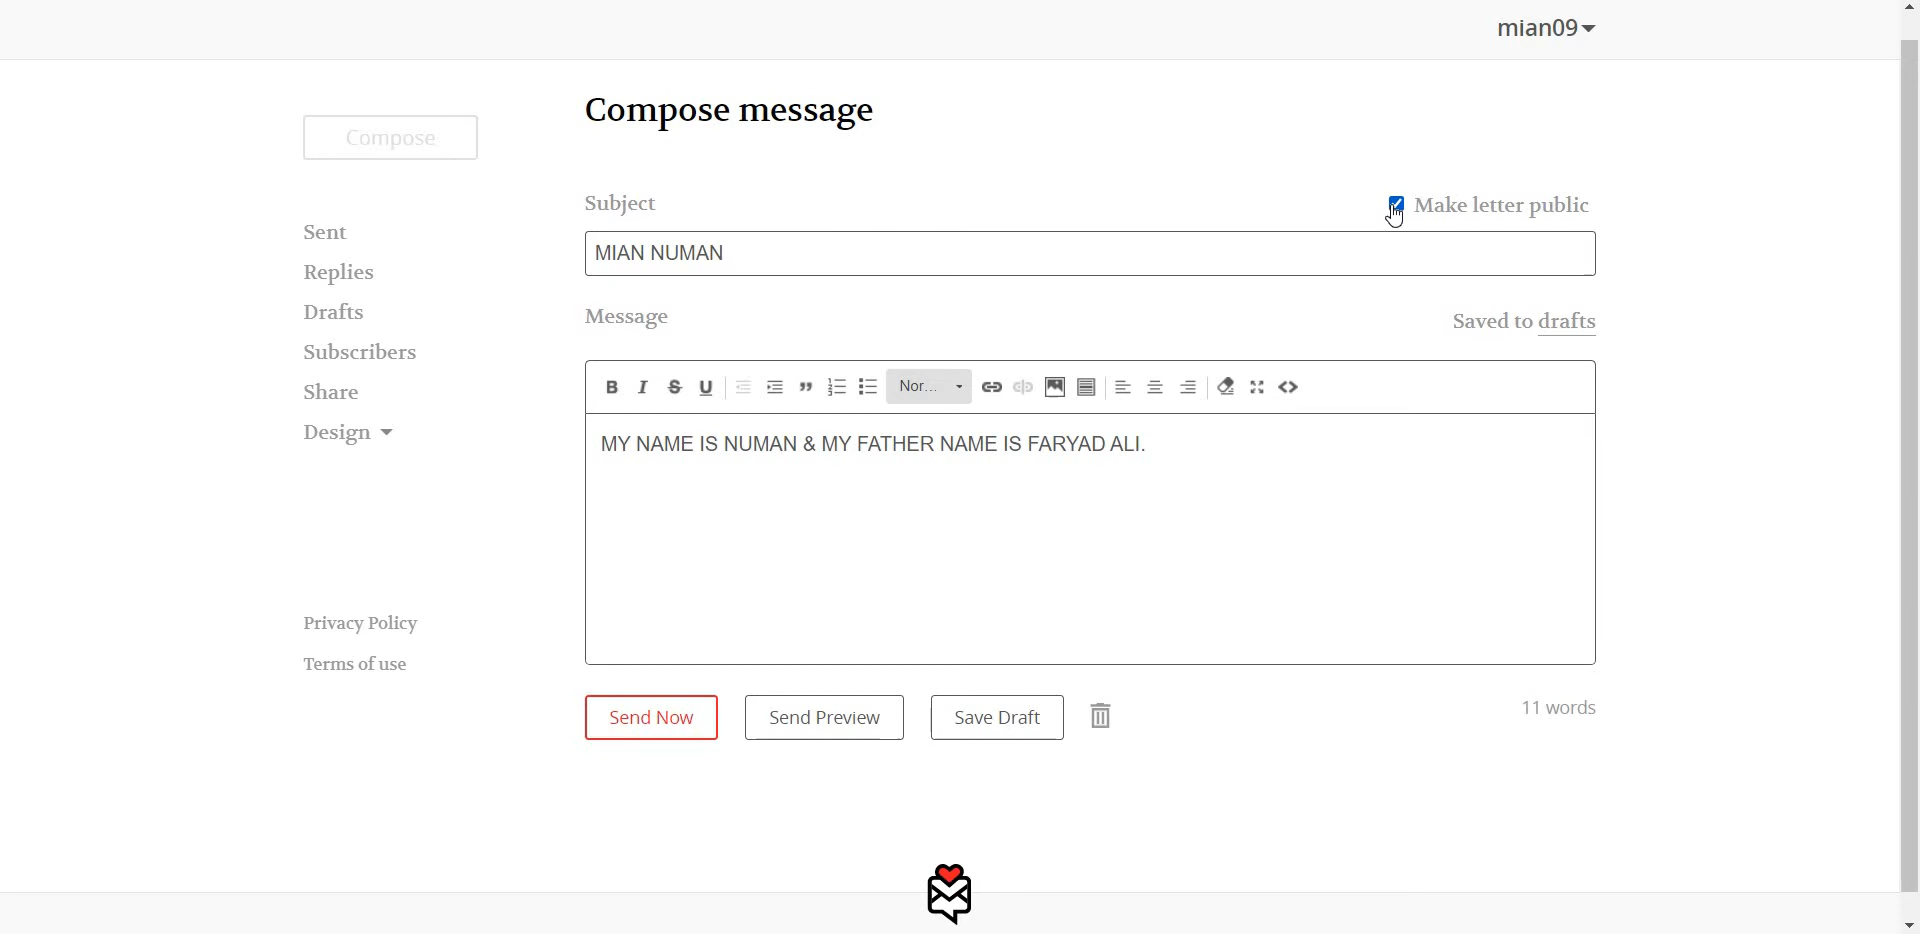 mian09
Compose message
Compose
Subject
Make letter public
MIAN NUMAN
Sent
Replies
Drafts
Subscribers
Share
Design
Message
Saved to drafts
B I S U Nor...
MY NAME IS NUMAN & MY FATHER NAME IS FARYAD ALI.
Privacy Policy
Terms of use
Send Now
Send Preview
Save Draft
11 words